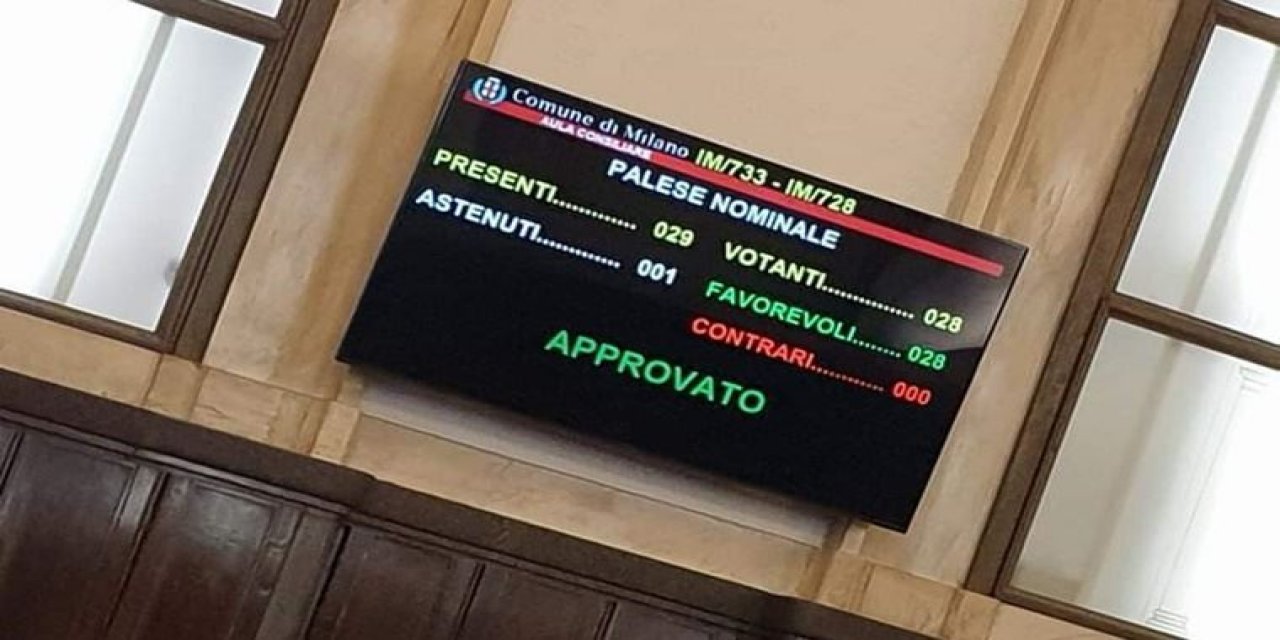 Comune di Milano
AULA CONSILIARE
IM/733 - IM/728
PALESE NOMINALE
PRESENTI............. 029
VOTANTI............... 028
ASTENUTI............. 001
FAVOREVOLI........ 028
CONTRARI............ 000
APPROVATO